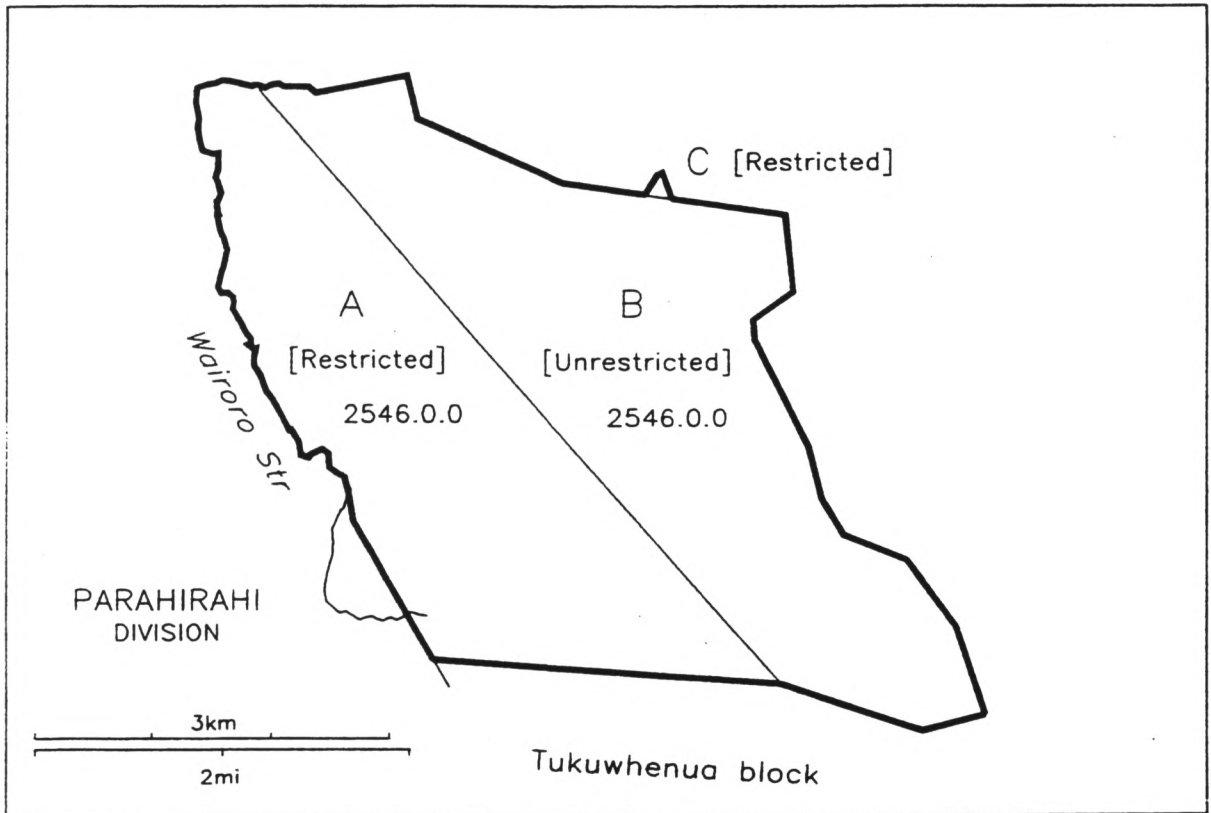 C [Restricted]
A
[Restricted]
2546.0.0
B
[Unrestricted]
2546.0.0
Wairoro Str
PARAHIRAHI
DIVISION
3km
2mi
Tukuwhenua block